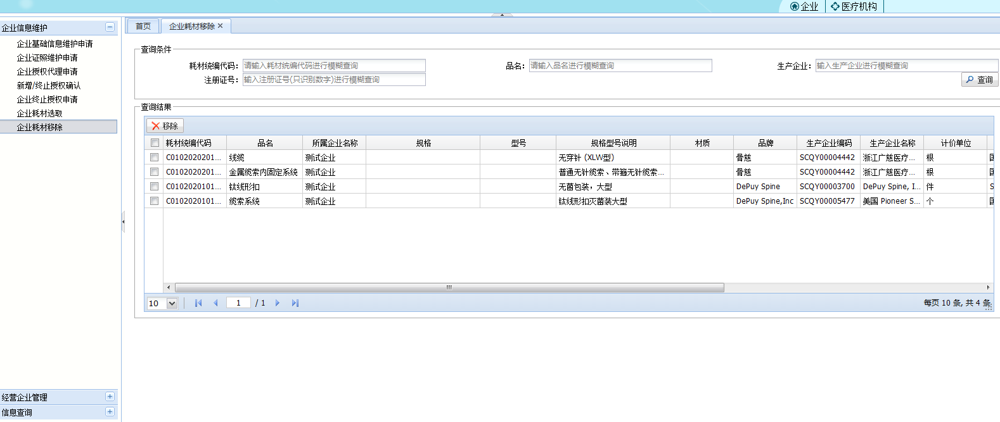 企业 医疗机构
企业信息维护
企业基础信息维护申请
企业证照维护申请
企业授权代理申请
新增/终止授权确认
企业终止授权申请
企业耗材选取
企业耗材移除
经营企业管理
信息查询
首页 企业耗材移除
查询条件
耗材统编代码： 请输入耗材统编代码进行模糊查询 品名： 请输入品名进行模糊查询 生产企业： 输入生产企业进行模糊查询
注册证号： 输入注册证号(只识别数字)进行模糊查询
查询
查询结果
移除
耗材统编代码 品名 所属企业名称 规格 型号 规格型号说明 材质 品牌 生产企业编码 生产企业名称 计价单位
C0102020201... 线缆 测试企业 无穿针 (XLW型) 骨慈 SCQY00004442 浙江广慈医疗... 根
C0102020201... 金属缆索内固定系统 测试企业 普通无针缆索、带箍无针缆索... 骨慈 SCQY00004442 浙江广慈医疗... 根
C0102020101... 钛线形扣 测试企业 无菌包装，大型 DePuy Spine SCQY00003700 DePuy Spine, I... 件
C0102020101... 缆索系统 测试企业 钛线形扣灭菌装大型 DePuy Spine,Inc SCQY00005477 美国 Pioneer S... 个
10 1 / 1 每页 10 条, 共 4 条